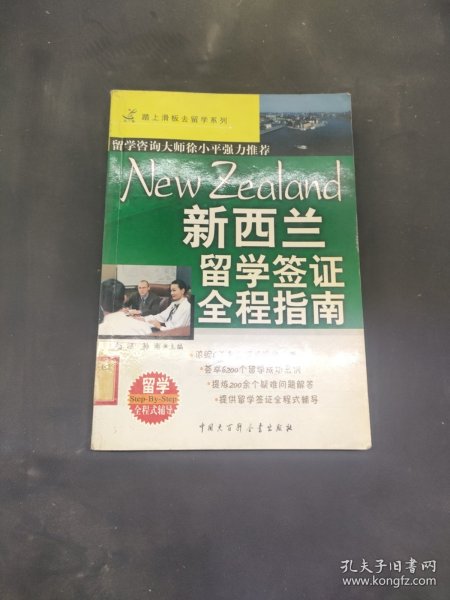 踏上滑板去留学系列
留学咨询大师徐小平强力推荐
New Zealand
新西兰
留学签证
全程指南
主编
荟萃6200个留学成功
提炼200余个疑难问题解答
提供留学签证全程式辅导
留学
Step-By-Step
全程式辅导
中国大百科全书出版社
孔夫子旧书网
www.kongfz.com